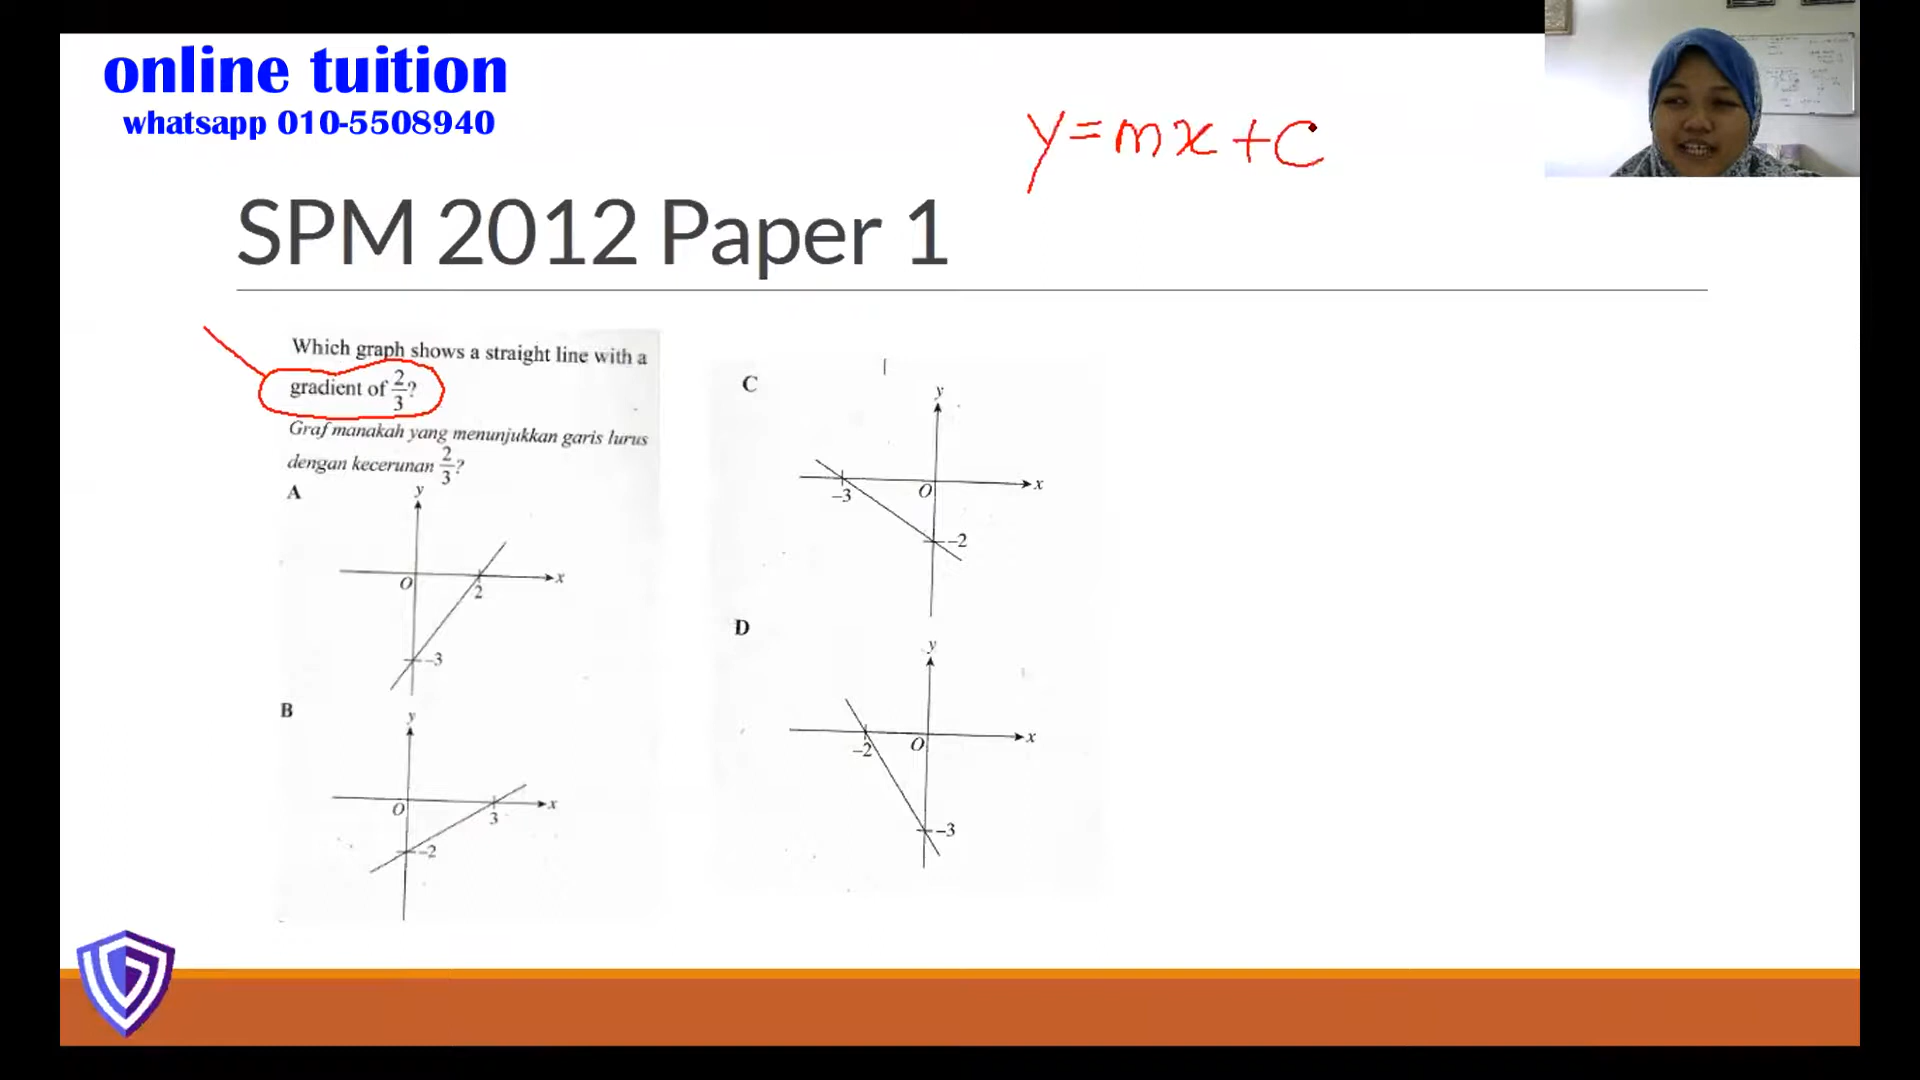 online tuition
whatsapp 010-5508940
y=mx+c
SPM 2012 Paper 1
Which graph shows a straight line with a
gradient of 2/3?
Graf manakah yang menunjukkan garis lurus
dengan kecerunan 2/3?
A
y
O
x
2
-3
B
y
O
x
3
-2
C
y
-3
O
x
-2
D
y
-2
O
x
-3